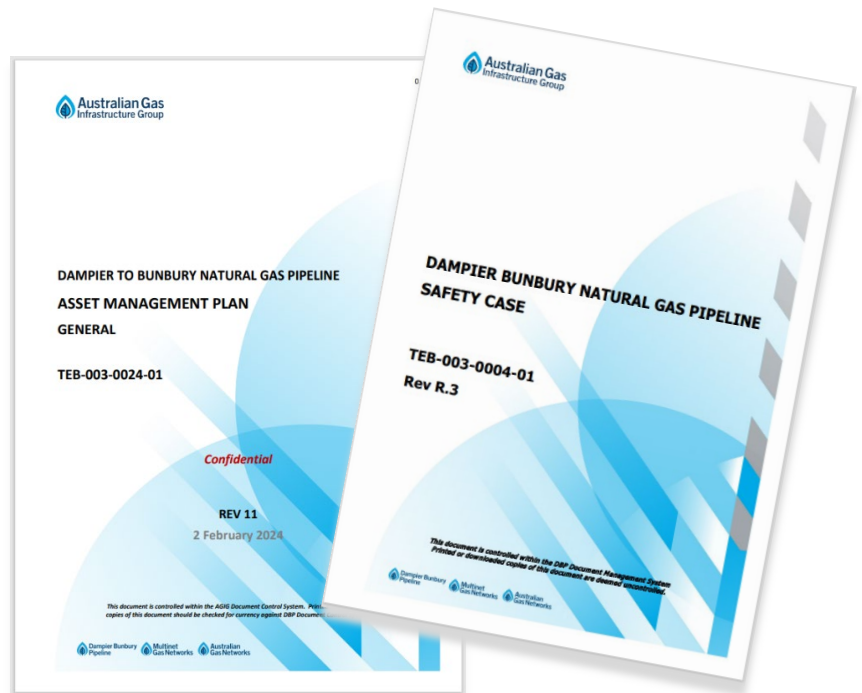 Australian Gas
Infrastructure Group
DAMPIER TO BUNBURY NATURAL GAS PIPELINE
ASSET MANAGEMENT PLAN
GENERAL
TEB-003-0024-01
Confidential
REV 11
2 February 2024
This document is controlled within the AGIG Document Control System.
copies of this document should be checked for currency against DBP
Dampier Bunbury
Pipeline
Multinet
Gas Networks
Australian
Gas Networks
Australian Gas
Infrastructure Group
DAMPIER BUNBURY NATURAL GAS PIPELINE
SAFETY CASE
TEB-003-0004-01
Rev R.3
This document is controlled within the DBP Document Management System
Printed or downloaded copies of this document are deemed uncontrolled.
Dampier Bunbury
Pipeline
Multinet
Gas Networks
Australian
Gas Networks